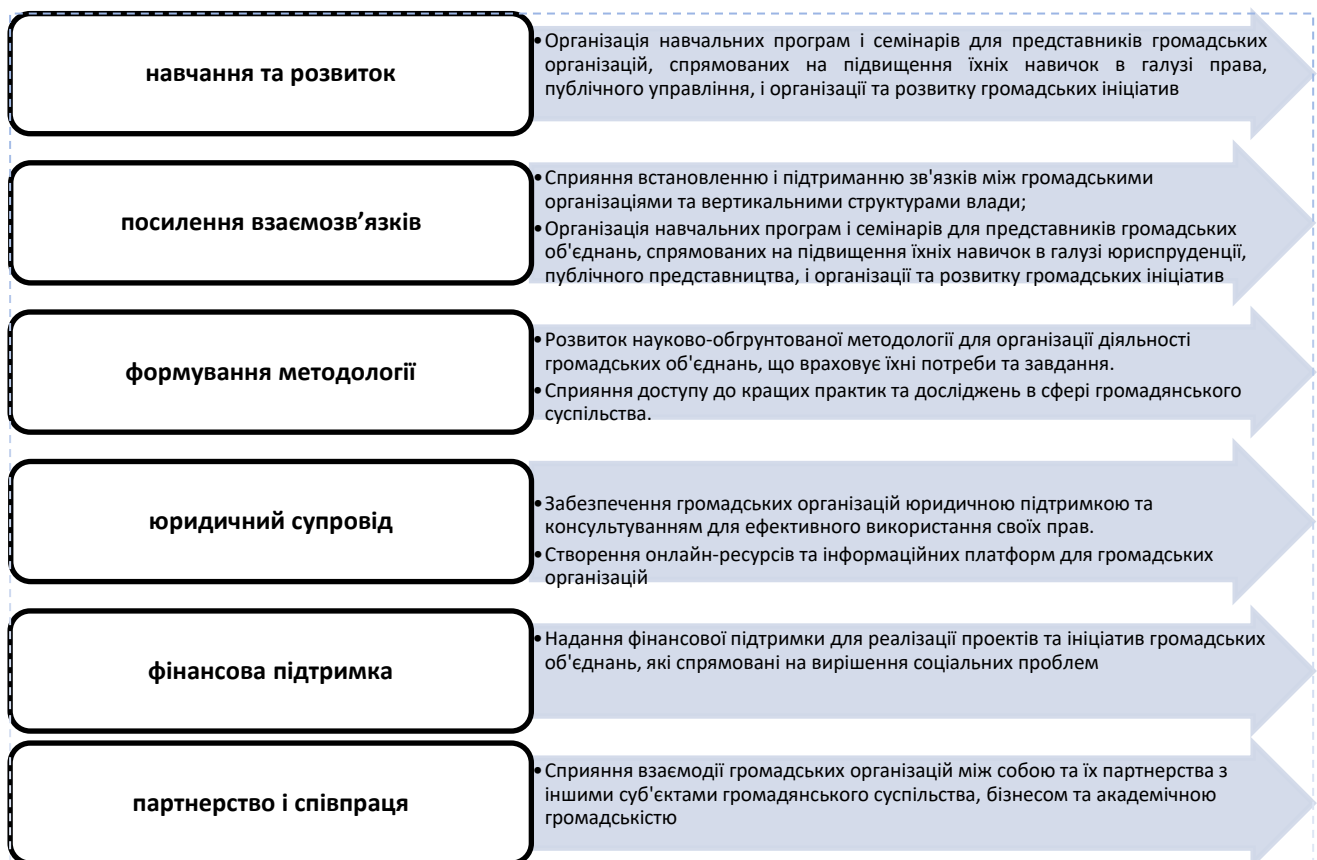 навчання та розвиток
•Організація навчальних програм і семінарів для представників громадських
організацій, спрямованих на підвищення їхніх навичок в галузі права,
публічного управління, і організації та розвитку громадських ініціатив
посилення взаємозв’язків
•Сприяння встановленню і підтриманню зв'язків між громадськими
організаціями та вертикальними структурами влади;
•Організація навчальних програм і семінарів для представників громадських
об'єднань, спрямованих на підвищення їхніх навичок в галузі юриспруденції,
публічного представництва, і організації та розвитку громадських ініціатив
формування методології
•Розвиток науково-обгрунтованої методології для організації діяльності
громадських об'єднань, що враховує їхні потреби та завдання.
•Сприяння доступу до кращих практик та досліджень в сфері громадянського
суспільства.
юридичний супровід
•Забезпечення громадських організацій юридичною підтримкою та
консультуванням для ефективного використання своїх прав.
•Створення онлайн-ресурсів та інформаційних платформ для громадських
організацій
фінансова підтримка
•Надання фінансової підтримки для реалізації проектів та ініціатив громадських
об'єднань, які спрямовані на вирішення соціальних проблем
партнерство і співпраця
•Сприяння взаємодії громадських організацій між собою та їх партнерства з
іншими суб'єктами громадянського суспільства, бізнесом та академічною
громадськістю